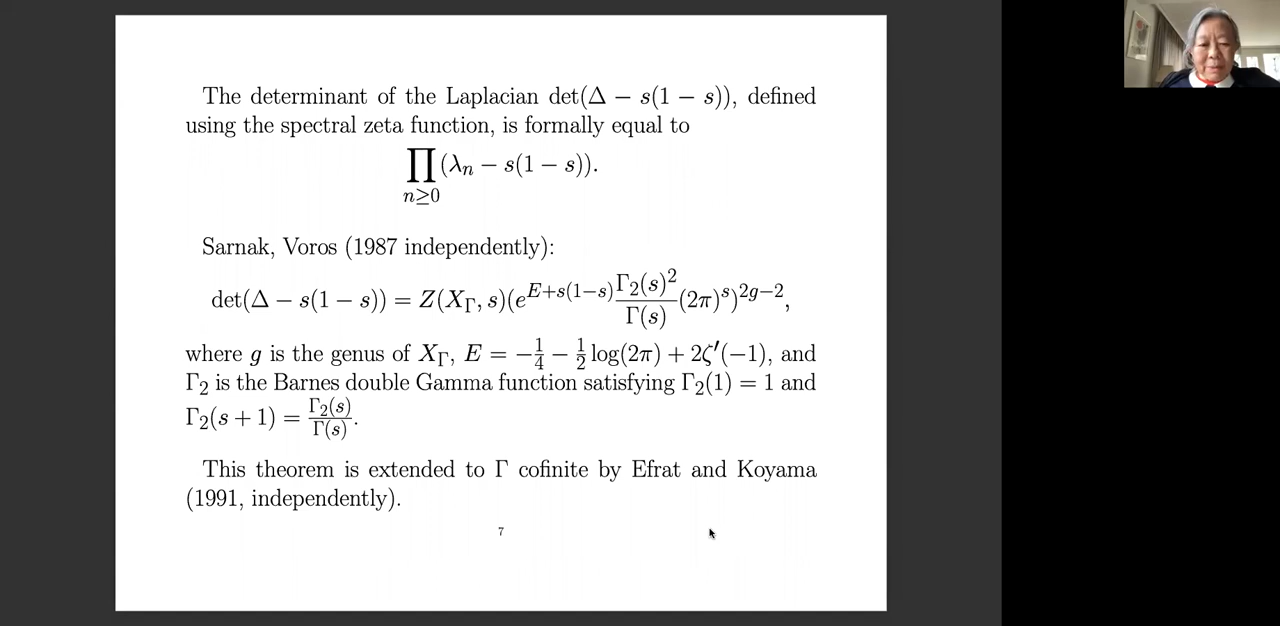 The determinant of the Laplacian det(Δ − s(1 − s)), defined
using the spectral zeta function, is formally equal to
∏_{n≥0} (λ_n − s(1 − s)).
Sarnak, Voros (1987 independently):
det(Δ − s(1 − s)) = Z(X_Γ, s)(e^{E+s(1−s)} \frac{Γ_2(s)^2}{Γ(s)} (2π)^s)^{2g−2},
where g is the genus of X_Γ, E = −\frac{1}{4} − \frac{1}{2} log(2π) + 2ζ′(−1), and
Γ_2 is the Barnes double Gamma function satisfying Γ_2(1) = 1 and
Γ_2(s + 1) = \frac{Γ_2(s)}{Γ(s)}.
This theorem is extended to Γ cofinite by Efrat and Koyama
(1991, independently).
7